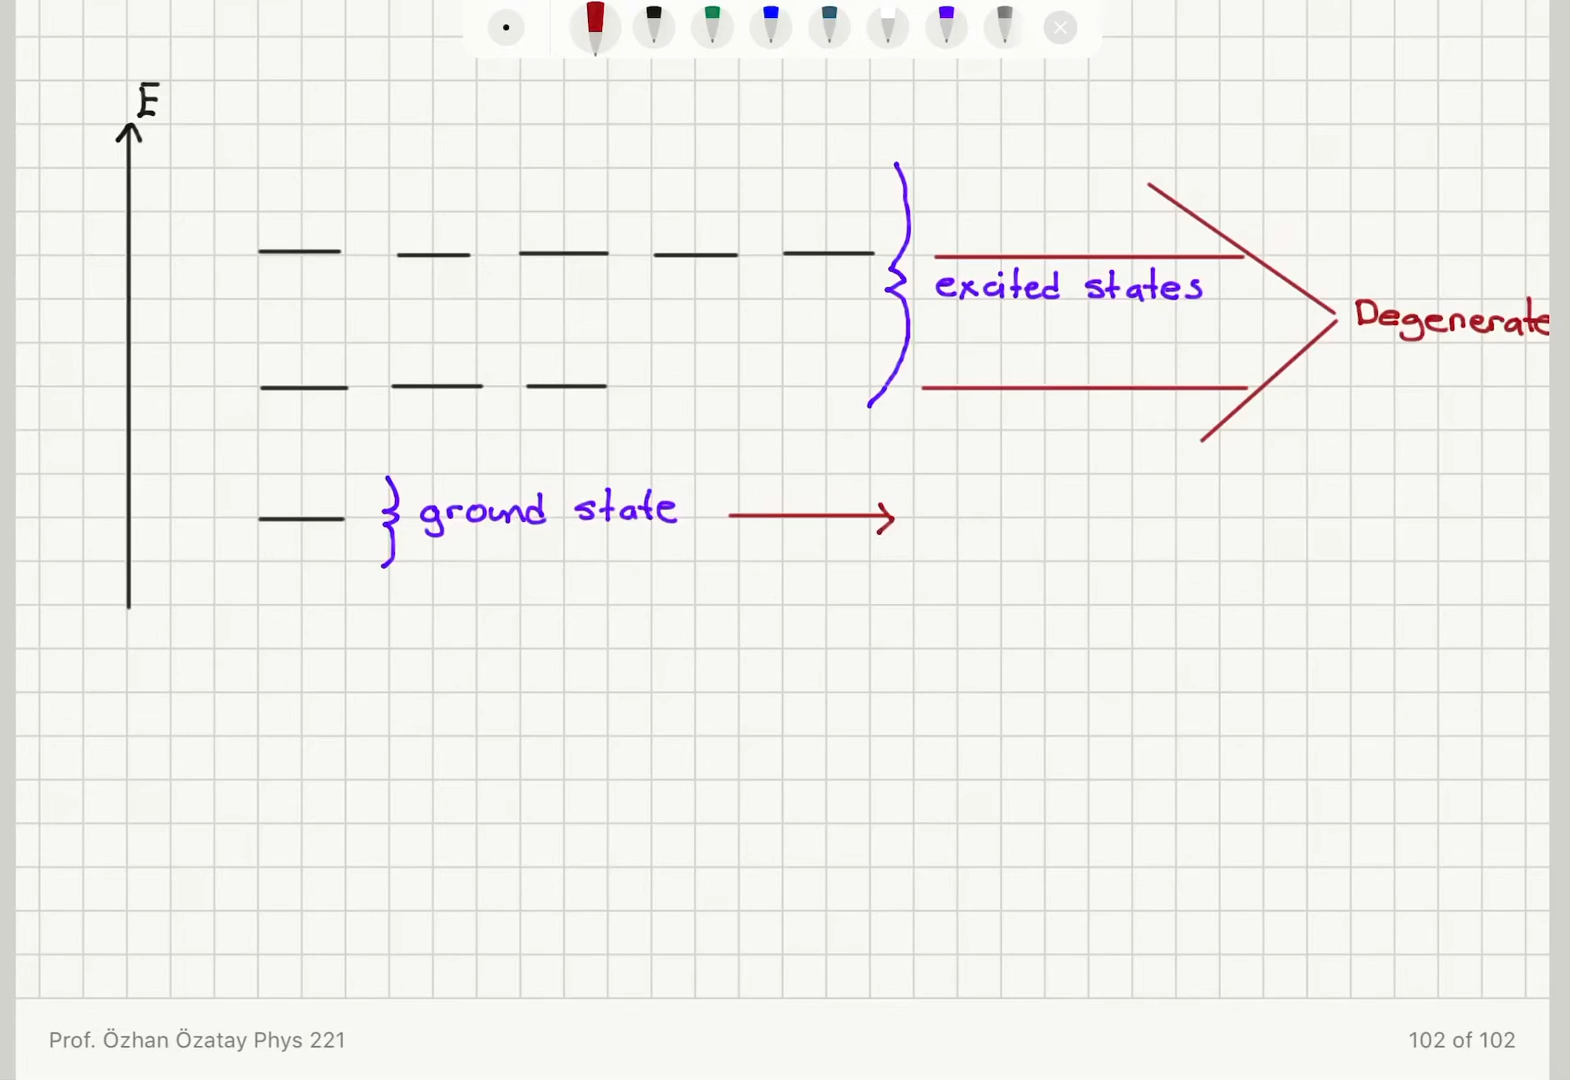 E
excited states
Degenerate
ground state
Prof. Özhan Özatay Phys 221
102 of 102